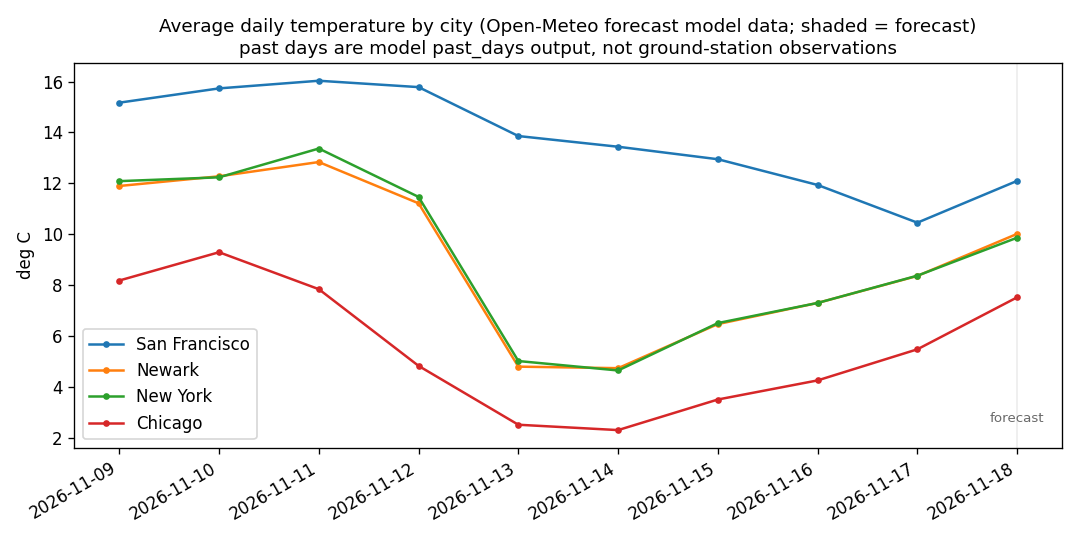 Average daily temperature by city (Open-Meteo forecast model data; shaded = forecast)
past days are model past_days output, not ground-station observations
deg C
16
14
12
10
8
6
4
2
San Francisco
Newark
New York
Chicago
forecast
2026-11-09
2026-11-10
2026-11-11
2026-11-12
2026-11-13
2026-11-14
2026-11-15
2026-11-16
2026-11-17
2026-11-18